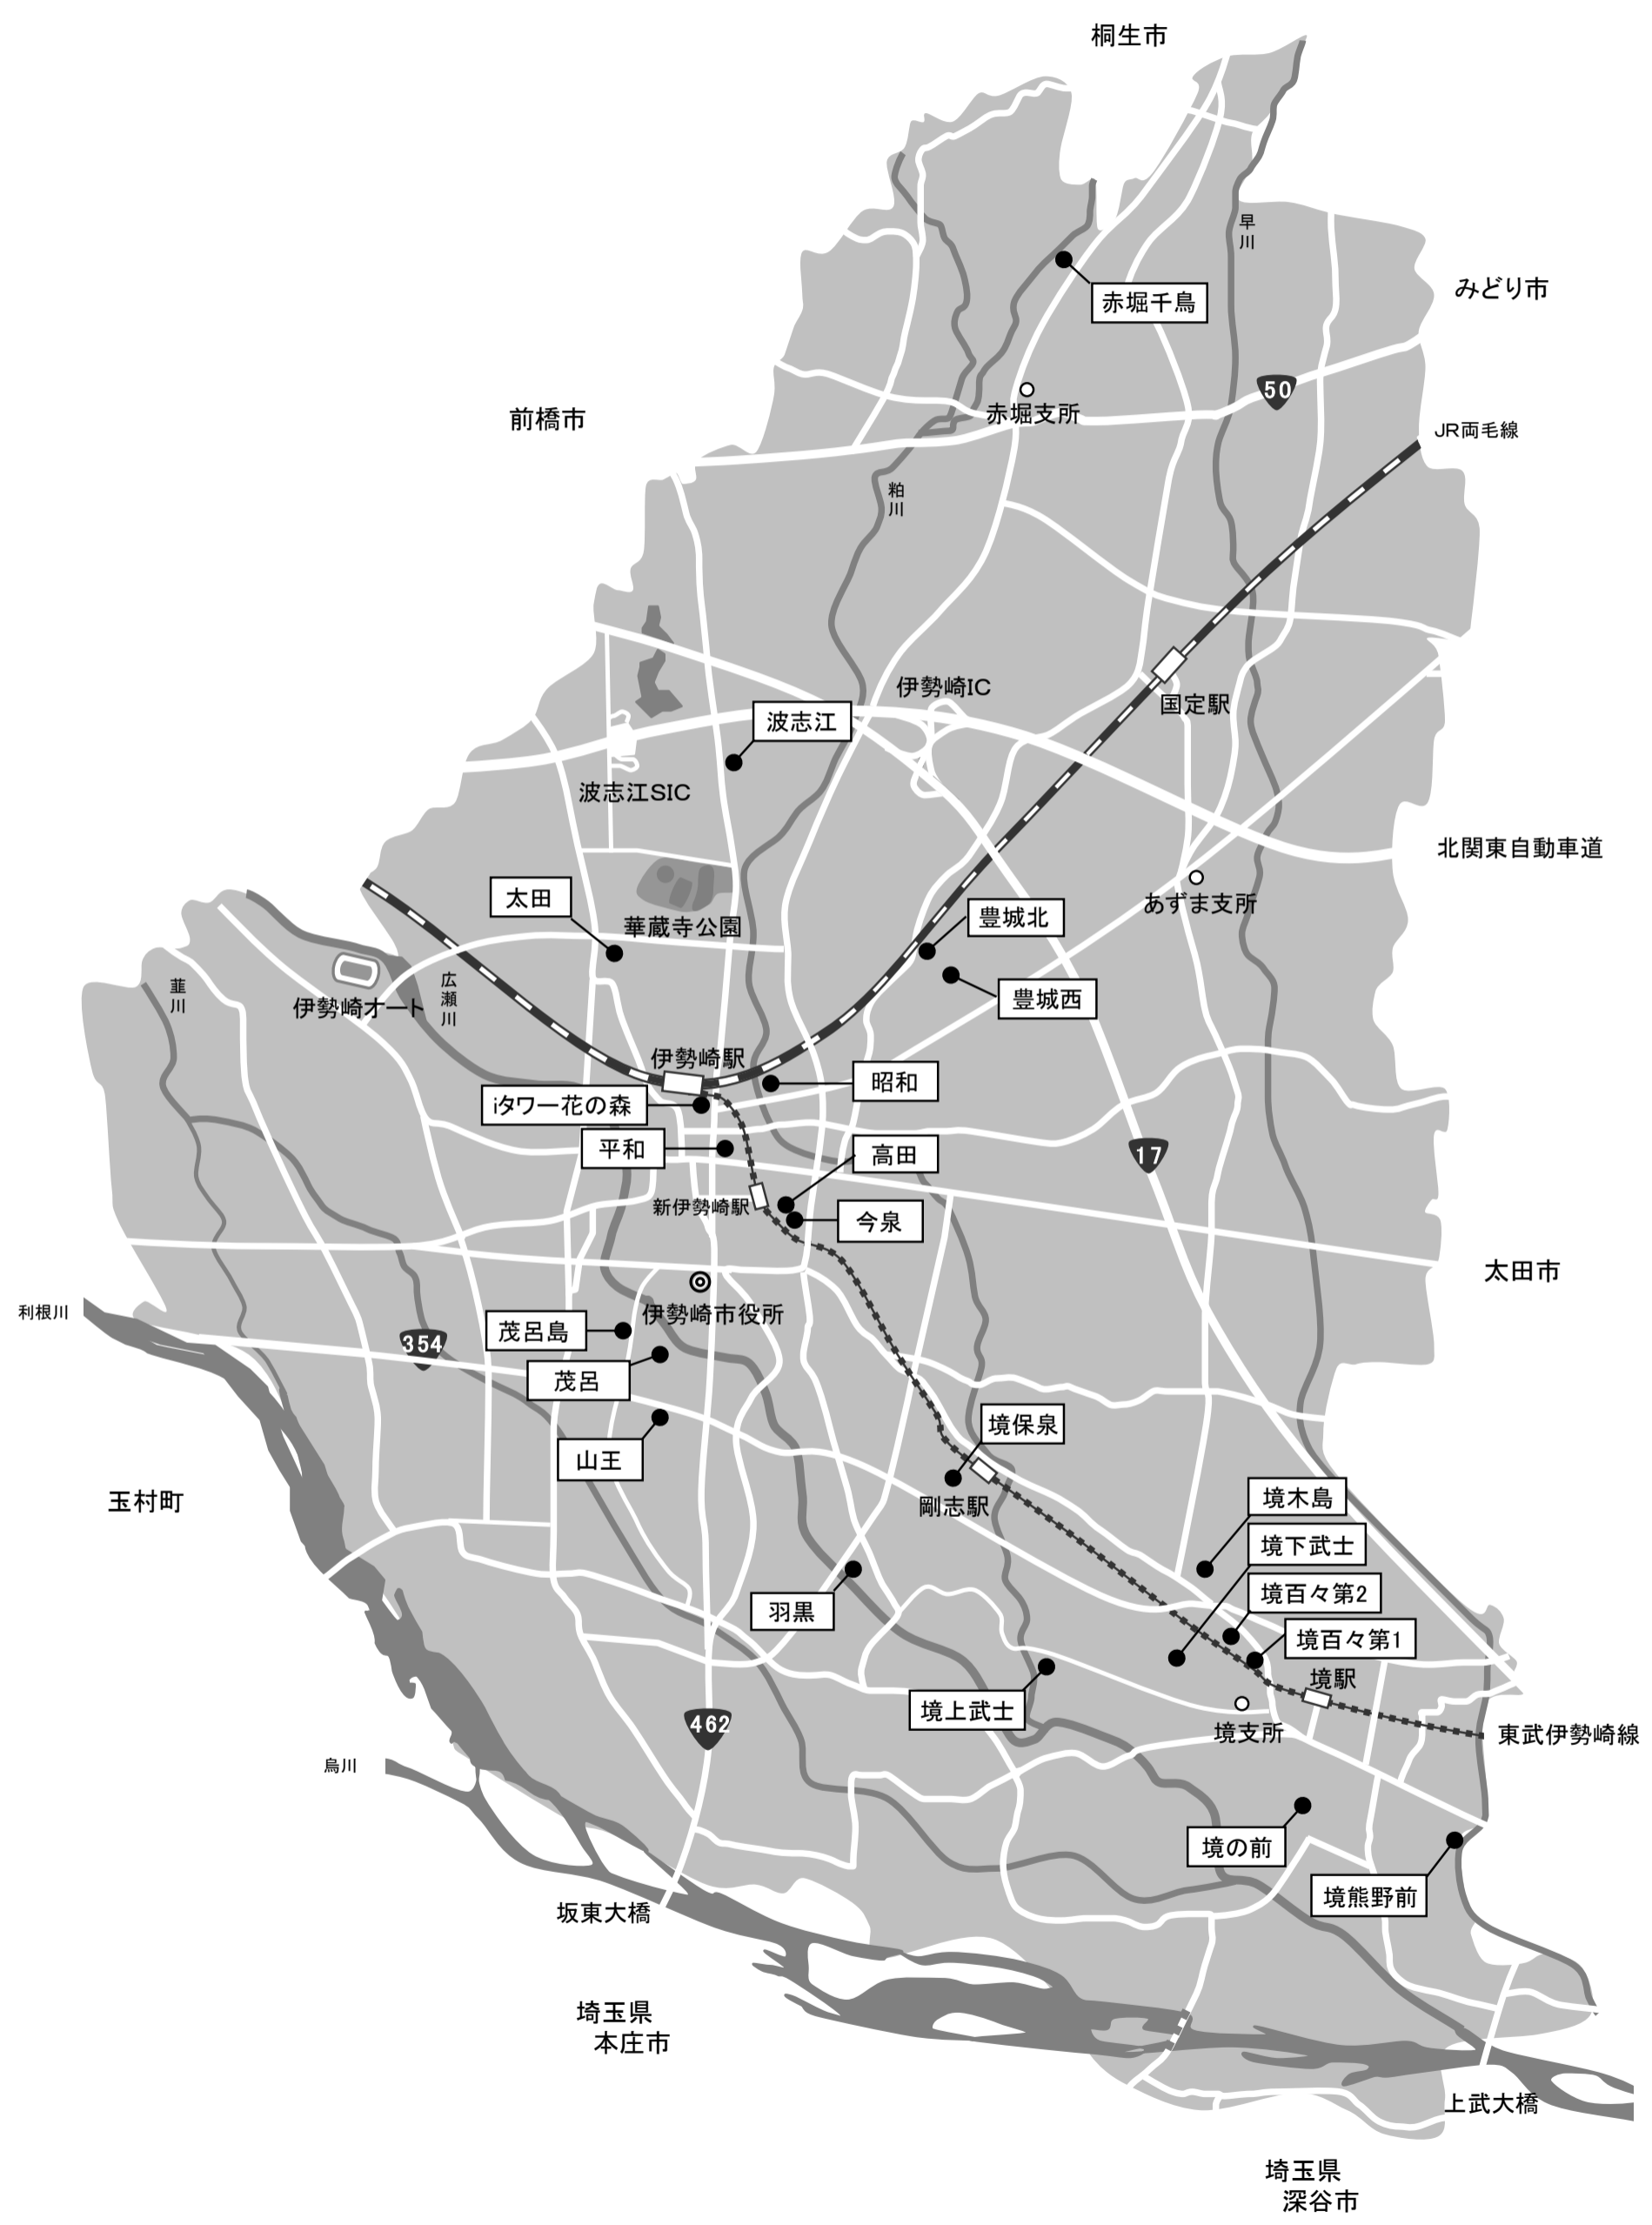 桐生市
早川
みどり市
赤堀千鳥
50
赤堀支所
前橋市
JR両毛線
粕川
伊勢崎IC
国定駅
波志江
波志江SIC
北関東自動車道
あずま支所
太田
華蔵寺公園
豊城北
豊城西
韮川
広瀬川
伊勢崎オート
伊勢崎駅
昭和
iタワー花の森
平和
高田
17
新伊勢崎駅
今泉
太田市
利根川
伊勢崎市役所
茂呂島
354
茂呂
境保泉
山王
玉村町
剛志駅
境木島
境下武士
境百々第2
羽黒
境百々第1
境駅
境上武士
462
境支所
東武伊勢崎線
烏川
境の前
境熊野前
坂東大橋
埼玉県
本庄市
上武大橋
埼玉県
深谷市